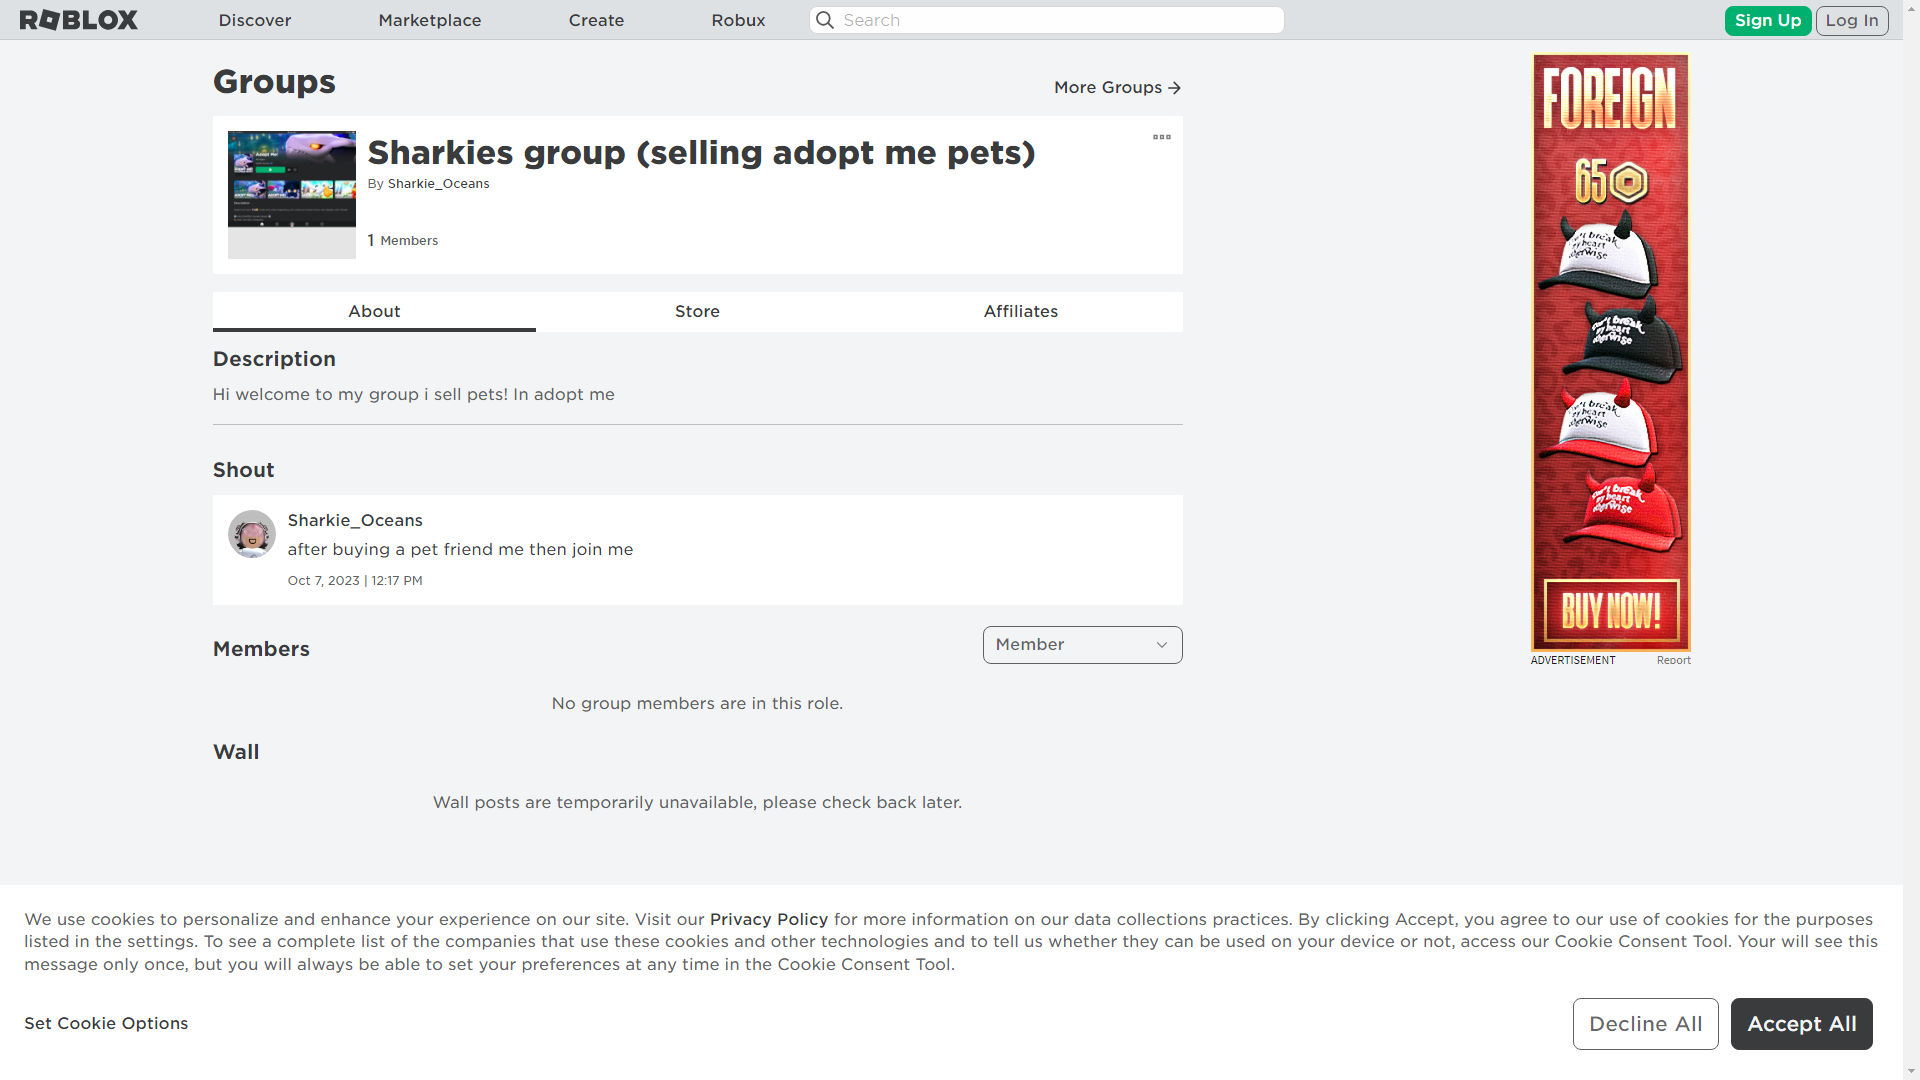 ROBLOX
Discover
Marketplace
Create
Robux
Search
Sign Up
Log In
Groups
More Groups
Sharkies group (selling adopt me pets)
By Sharkie_Oceans
1 Members
About
Store
Affiliates
Description
Hi welcome to my group i sell pets! In adopt me
Shout
Sharkie_Oceans
after buying a pet friend me then join me
Oct 7, 2023 | 12:17 PM
Members
Member
No group members are in this role.
Wall
Wall posts are temporarily unavailable, please check back later.
FOREIGN
65
BUY NOW!
ADVERTISEMENT
Report
We use cookies to personalize and enhance your experience on our site. Visit our Privacy Policy for more information on our data collections practices. By clicking Accept, you agree to our use of cookies for the purposes
listed in the settings. To see a complete list of the companies that use these cookies and other technologies and to tell us whether they can be used on your device or not, access our Cookie Consent Tool. Your will see this
message only once, but you will always be able to set your preferences at any time in the Cookie Consent Tool.
Set Cookie Options
Decline All
Accept All